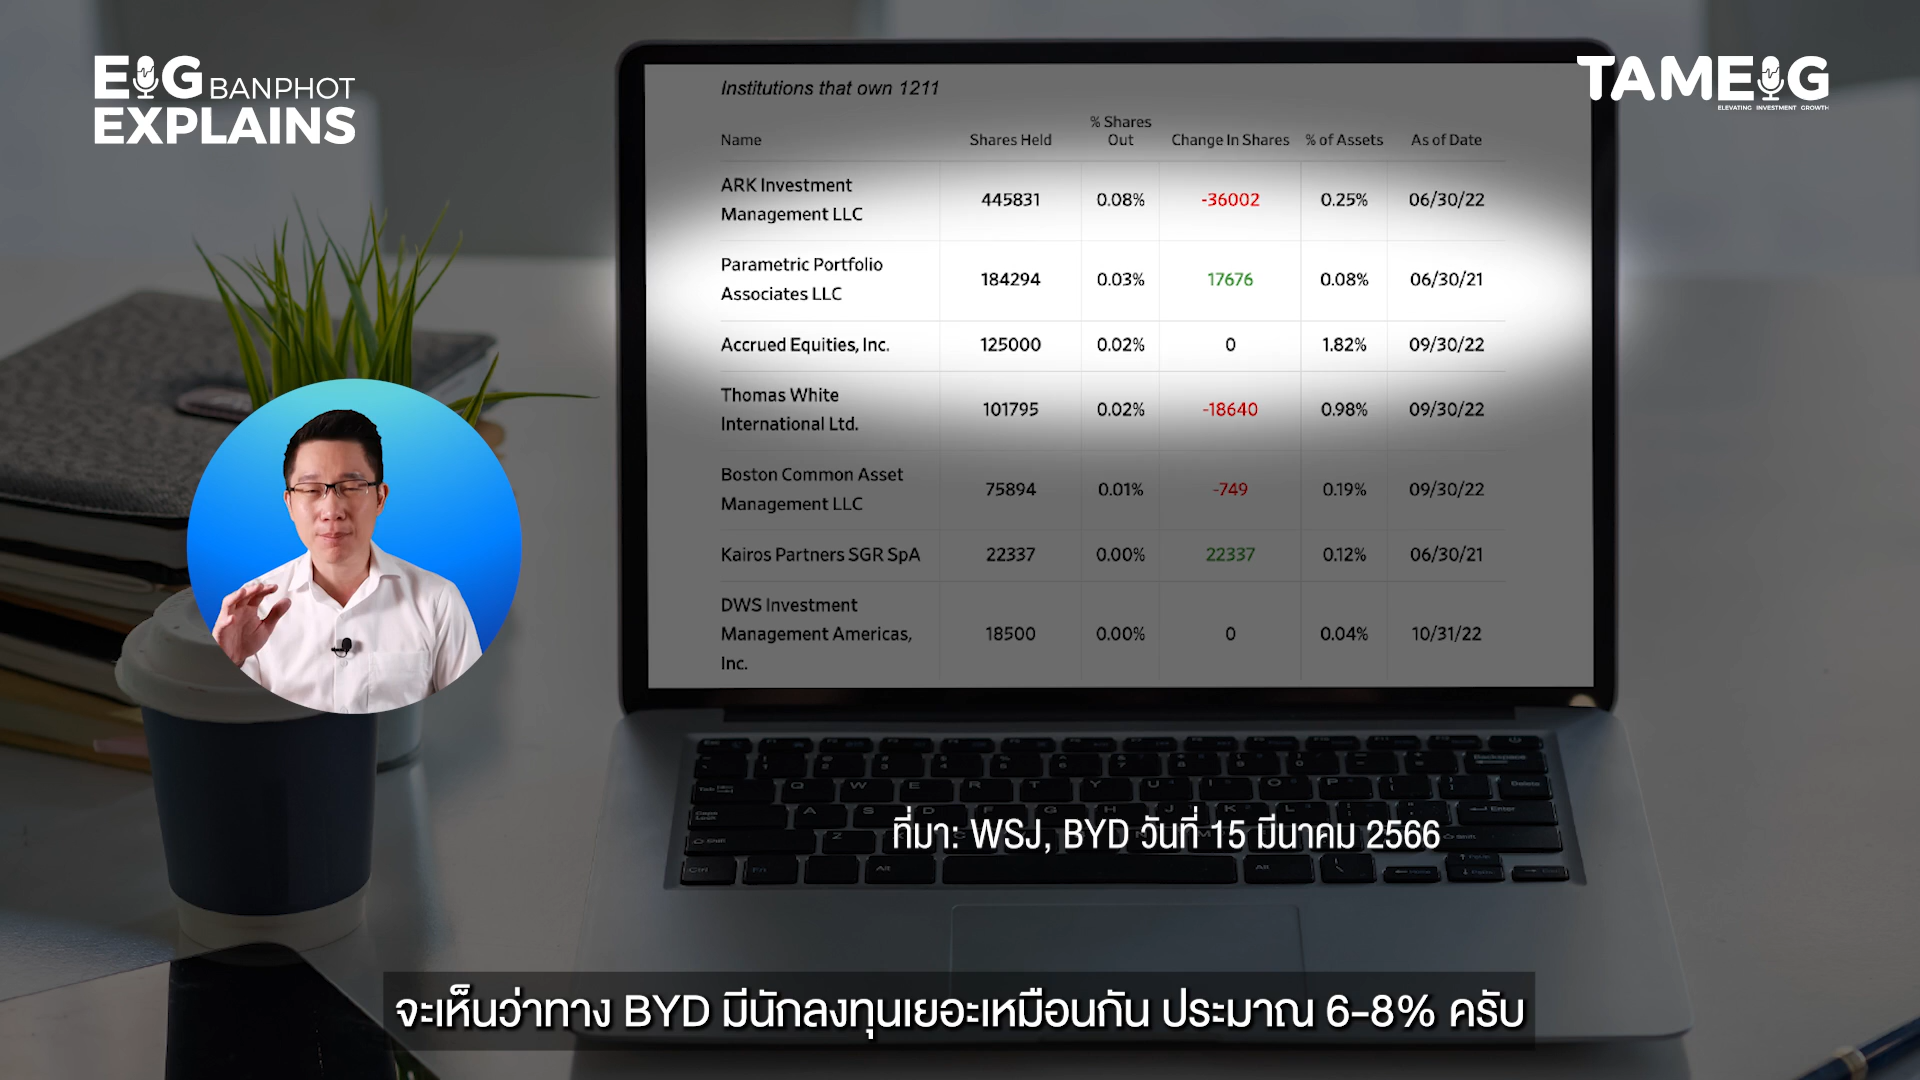 EIG BANPHOT
EXPLAINS
TAMEIG
ELEVATING INVESTMENT GROWTH
Institutions that own 1211
Name Shares Held % Shares Out Change In Shares % of Assets As of Date
ARK Investment Management LLC 445831 0.08% -36002 0.25% 06/30/22
Parametric Portfolio Associates LLC 184294 0.03% 17676 0.08% 06/30/21
Accrued Equities, Inc. 125000 0.02% 0 1.82% 09/30/22
Thomas White International Ltd. 101795 0.02% -18640 0.98% 09/30/22
Boston Common Asset Management LLC 75894 0.01% -749 0.19% 09/30/22
Kairos Partners SGR SpA 22337 0.00% 22337 0.12% 06/30/21
DWS Investment Management Americas, Inc. 18500 0.00% 0 0.04% 10/31/22
ที่มา: WSJ, BYD วันที่ 15 มีนาคม 2566
จะเห็นว่าทาง BYD มีนักลงทุนเยอะเหมือนกัน ประมาณ 6-8% ครับ